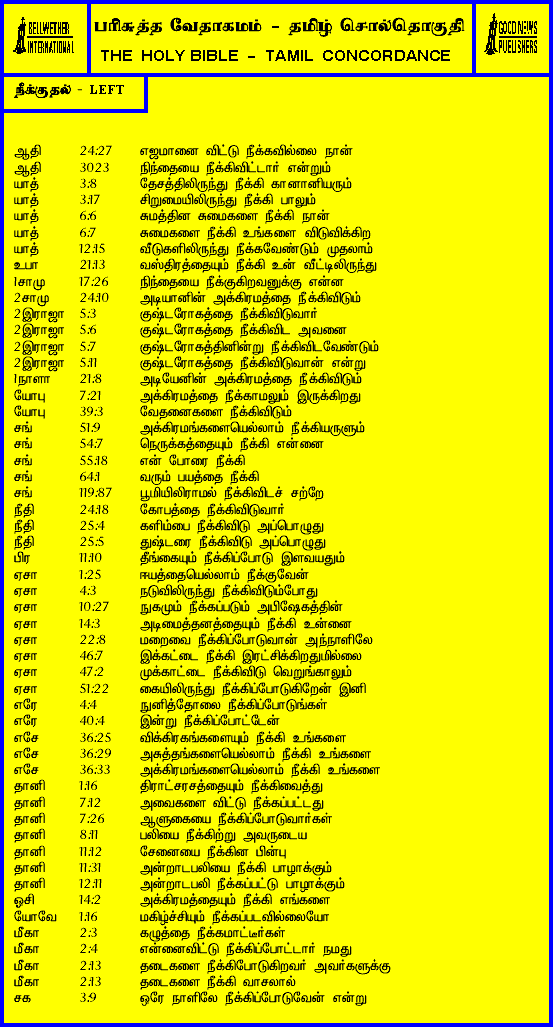 BELLWETHER
INTERNATIONAL
பரிசுத்த வேதாகமம் - தமிழ் சொல்தொகுதி
THE HOLY BIBLE - TAMIL CONCORDANCE
GOOD NEWS
PUBLISHERS
நீக்குதல் - LEFT
ஆதி 24:27 எஜமானை விட்டு நீக்கவில்லை நான்
ஆதி 30:23 நிந்தையை நீக்கிவிட்டார் என்றும்
யாத் 3:8 தேசத்திலிருந்து நீக்கி கானானியரும்
யாத் 3:17 சிறுமையிலிருந்து நீக்கி பாலும்
யாத் 6:6 சுமத்தின சுமைகளை நீக்கி நான்
யாத் 6:7 சுமைகளை நீக்கி உங்களை விடுவிக்கிற
யாத் 12:15 வீடுகளிலிருந்து நீக்கவேண்டும் முதலாம்
உபா 21:13 வஸ்திரத்தையும் நீக்கி உன் வீட்டிலிருந்து
1சாமு 17:26 நிந்தையை நீக்குகிறவனுக்கு என்ன
2சாமு 24:10 அடியானின் அக்கிரமத்தை நீக்கிவிடும்
2இராஜா 5:3 குஷ்டரோகத்தை நீக்கிவிடுவார்
2இராஜா 5:6 குஷ்டரோகத்தை நீக்கிவிட அவனை
2இராஜா 5:7 குஷ்டரோகத்தினின்று நீக்கிவிடவேண்டும்
2இராஜா 5:11 குஷ்டரோகத்தை நீக்கிவிடுவான் என்று
1நாளா 21:8 அடியேனின் அக்கிரமத்தை நீக்கிவிடும்
யோபு 7:21 அக்கிரமத்தை நீக்காமலும் இருக்கிறது
யோபு 39:3 வேதனைகளை நீக்கிவிடும்
சங் 51:9 அக்கிரமங்களையெல்லாம் நீக்கியருளும்
சங் 54:7 நெருக்கத்தையும் நீக்கி என்னை
சங் 55:18 என் போரை நீக்கி
சங் 64:1 வரும் பயத்தை நீக்கி
சங் 119:87 பூமியிலிராமல் நீக்கிவிடச் சற்றே
நீதி 24:18 கோபத்தை நீக்கிவிடுவார்
நீதி 25:4 களிம்பை நீக்கிவிடு அப்பொழுது
நீதி 25:5 துஷ்டரை நீக்கிவிடு அப்பொழுது
பிர 11:10 தீங்கையும் நீக்கிப்போடு இளவயதும்
ஏசா 1:25 ஈயத்தையெல்லாம் நீக்குவேன்
ஏசா 4:3 நடுவிலிருந்து நீக்கிவிடும்போது
ஏசா 10:27 நுகமும் நீக்கப்படும் அபிஷேகத்தின்
ஏசா 14:3 அடிமைத்தனத்தையும் நீக்கி உன்னை
ஏசா 22:8 மறைவை நீக்கிப்போடுவான் அந்நாளிலே
ஏசா 46:7 இக்கட்டை நீக்கி இரட்சிக்கிறதுமில்லை
ஏசா 47:2 முக்காட்டை நீக்கிவிடு வெறுங்காலும்
ஏசா 51:22 கையிலிருந்து நீக்கிப்போடுகிறேன் இனி
எரே 4:4 நுனித்தோலை நீக்கிப்போடுங்கள்
எரே 40:4 இன்று நீக்கிப்போட்டேன்
எசே 36:25 விக்கிரகங்களையும் நீக்கி உங்களை
எசே 36:29 அசுத்தங்களையெல்லாம் நீக்கி உங்களை
எசே 36:33 அக்கிரமங்களையெல்லாம் நீக்கி உங்களை
தானி 1:16 திராட்சரசத்தையும் நீக்கிவைத்து
தானி 7:12 அவைகளை விட்டு நீக்கப்பட்டது
தானி 7:26 ஆளுகையை நீக்கிப்போடுவார்கள்
தானி 8:11 பலியை நீக்கிற்று அவருடைய
தானி 11:12 சேனையை நீக்கின பின்பு
தானி 11:31 அன்றாடபலியை நீக்கி பாழாக்கும்
தானி 12:11 அன்றாடபலி நீக்கப்பட்டு பாழாக்கும்
ஓசி 14:2 அக்கிரமத்தையும் நீக்கி எங்களை
யோவே 1:16 மகிழ்ச்சியும் நீக்கப்படவில்லையோ
மீகா 2:3 கழுத்தை நீக்கமாட்டீர்கள்
மீகா 2:4 என்னைவிட்டு நீக்கிப்போட்டார் நமது
மீகா 2:13 தடைகளை நீக்கிபோடுகிறவர் அவர்களுக்கு
மீகா 2:13 தடைகளை நீக்கி வாசலால்
சக 3:9 ஒரே நாளிலே நீக்கிப்போடுவேன் என்று